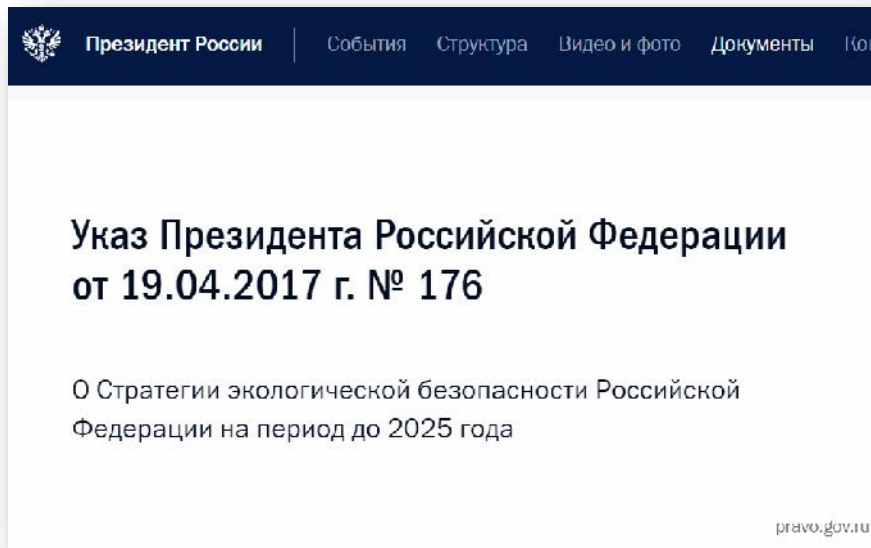 Президент России События Структура Видео и фото Документы
Указ Президента Российской Федерации
от 19.04.2017 г. № 176
О Стратегии экологической безопасности Российской
Федерации на период до 2025 года
pravo.gov.ru